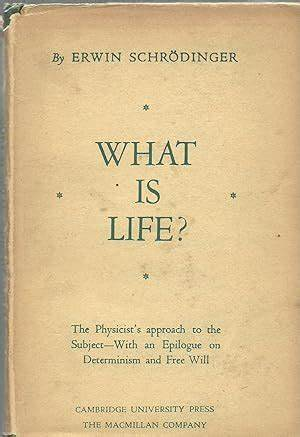 By ERWIN SCHRÖDINGER
WHAT
IS
LIFE?
The Physicist's approach to the
Subject—With an Epilogue on
Determinism and Free Will
CAMBRIDGE UNIVERSITY PRESS
THE MACMILLAN COMPANY